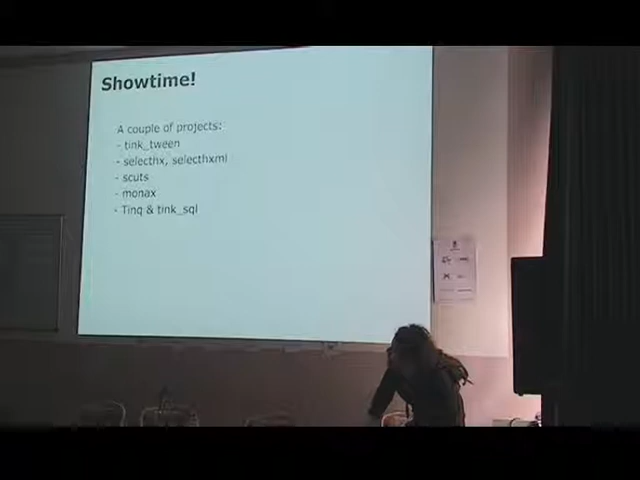 Showtime!
A couple of projects:
- tink_tween
- selecthx, selecthxml
- scuts
- monax
- Tinq & tink_sql